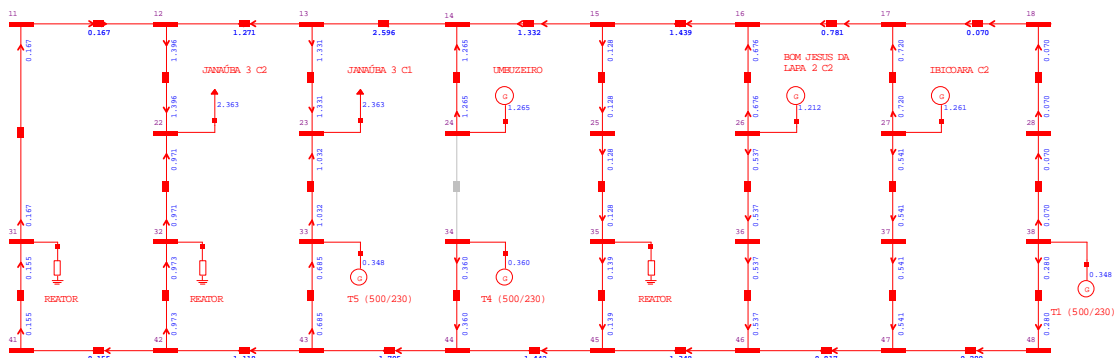 11 12 13 14 15 16 17 18
0.167 1.271 2.596 1.332 1.439 0.781 0.070
0.167 1.396 1.331 1.265 0.128 0.676 0.720 0.070
JANAÚBA 3 C2 JANAÚBA 3 C1 UMBUZEIRO BOM JESUS DA
LAPA 2 C2 IBICOARA C2
G G G
2.363 2.363 1.265 1.212 1.261
1.396 1.331 1.265 0.128 0.676 0.720 0.070
22 23 24 25 26 27 28
0.971 1.032 0.128 0.537 0.541 0.070
0.167 0.971 1.032 0.128 0.537 0.541 0.070
31 32 33 34 35 36 37 38
0.348 0.360 0.348
0.155 0.973 0.685 0.360 0.139 0.537 0.541 0.280
G G G
REATOR REATOR T5 (500/230) T4 (500/230) REATOR T1 (500/230)
0.155 0.973 0.685 0.360 0.139 0.537 0.541 0.280
41 42 43 44 45 46 47 48